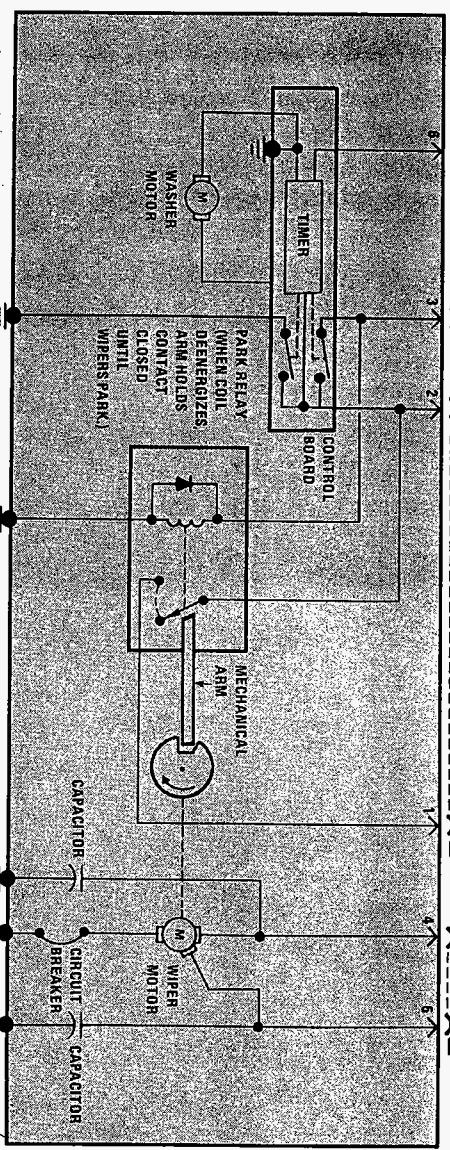 6 3 2 1 4 5
TIMER
CONTROL
BOARD
WASHER
MOTOR
PARK RELAY
(WHEN COIL
DEENERGIZES,
ARM HOLDS
CONTACT
CLOSED
UNTIL
WIPERS PARK.)
MECHANICAL
ARM
M
M
WIPER
MOTOR
CAPACITOR
CIRCUIT
BREAKER
CAPACITOR